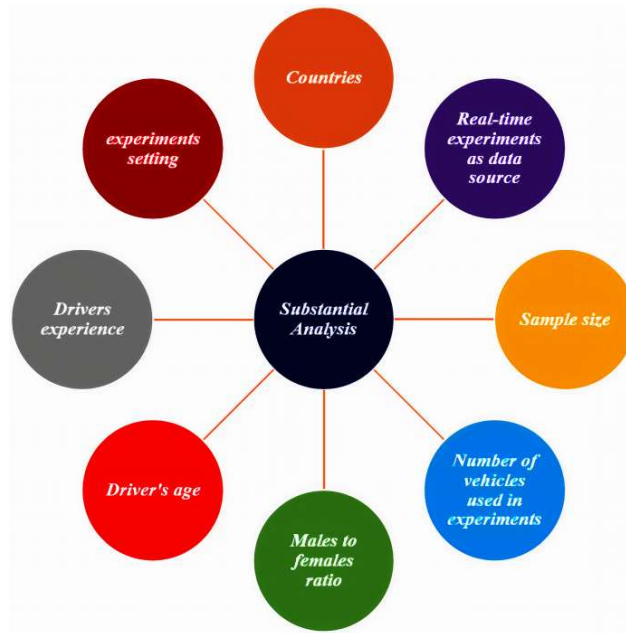 Countries
Real-time
experiments
as data
source
Sample size
Number of
vehicles
used in
experiments
Males to
females
ratio
Driver's age
Drivers
experience
experiments
setting
Substantial
Analysis